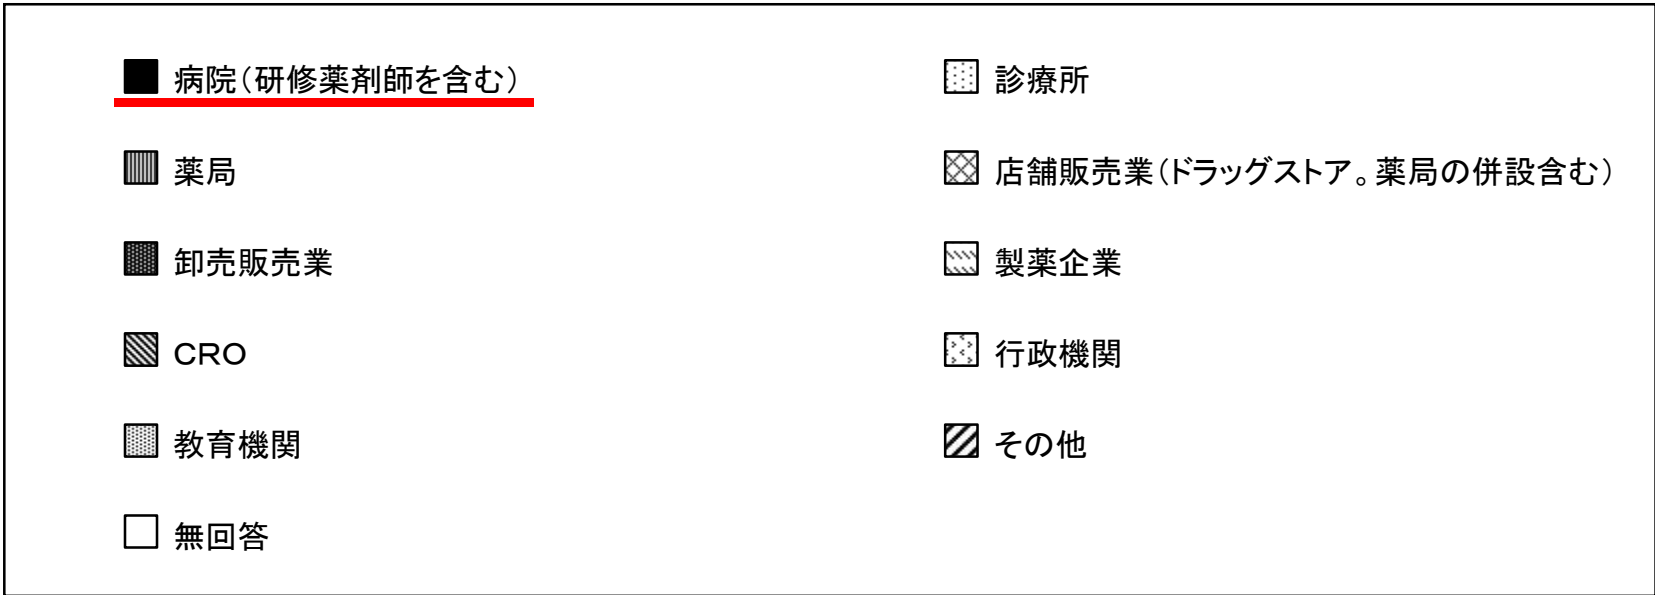 病院（研修薬剤師を含む） 診療所
薬局 店舗販売業（ドラッグストア。薬局の併設含む）
卸売販売業 製薬企業
CRO 行政機関
教育機関 その他
無回答